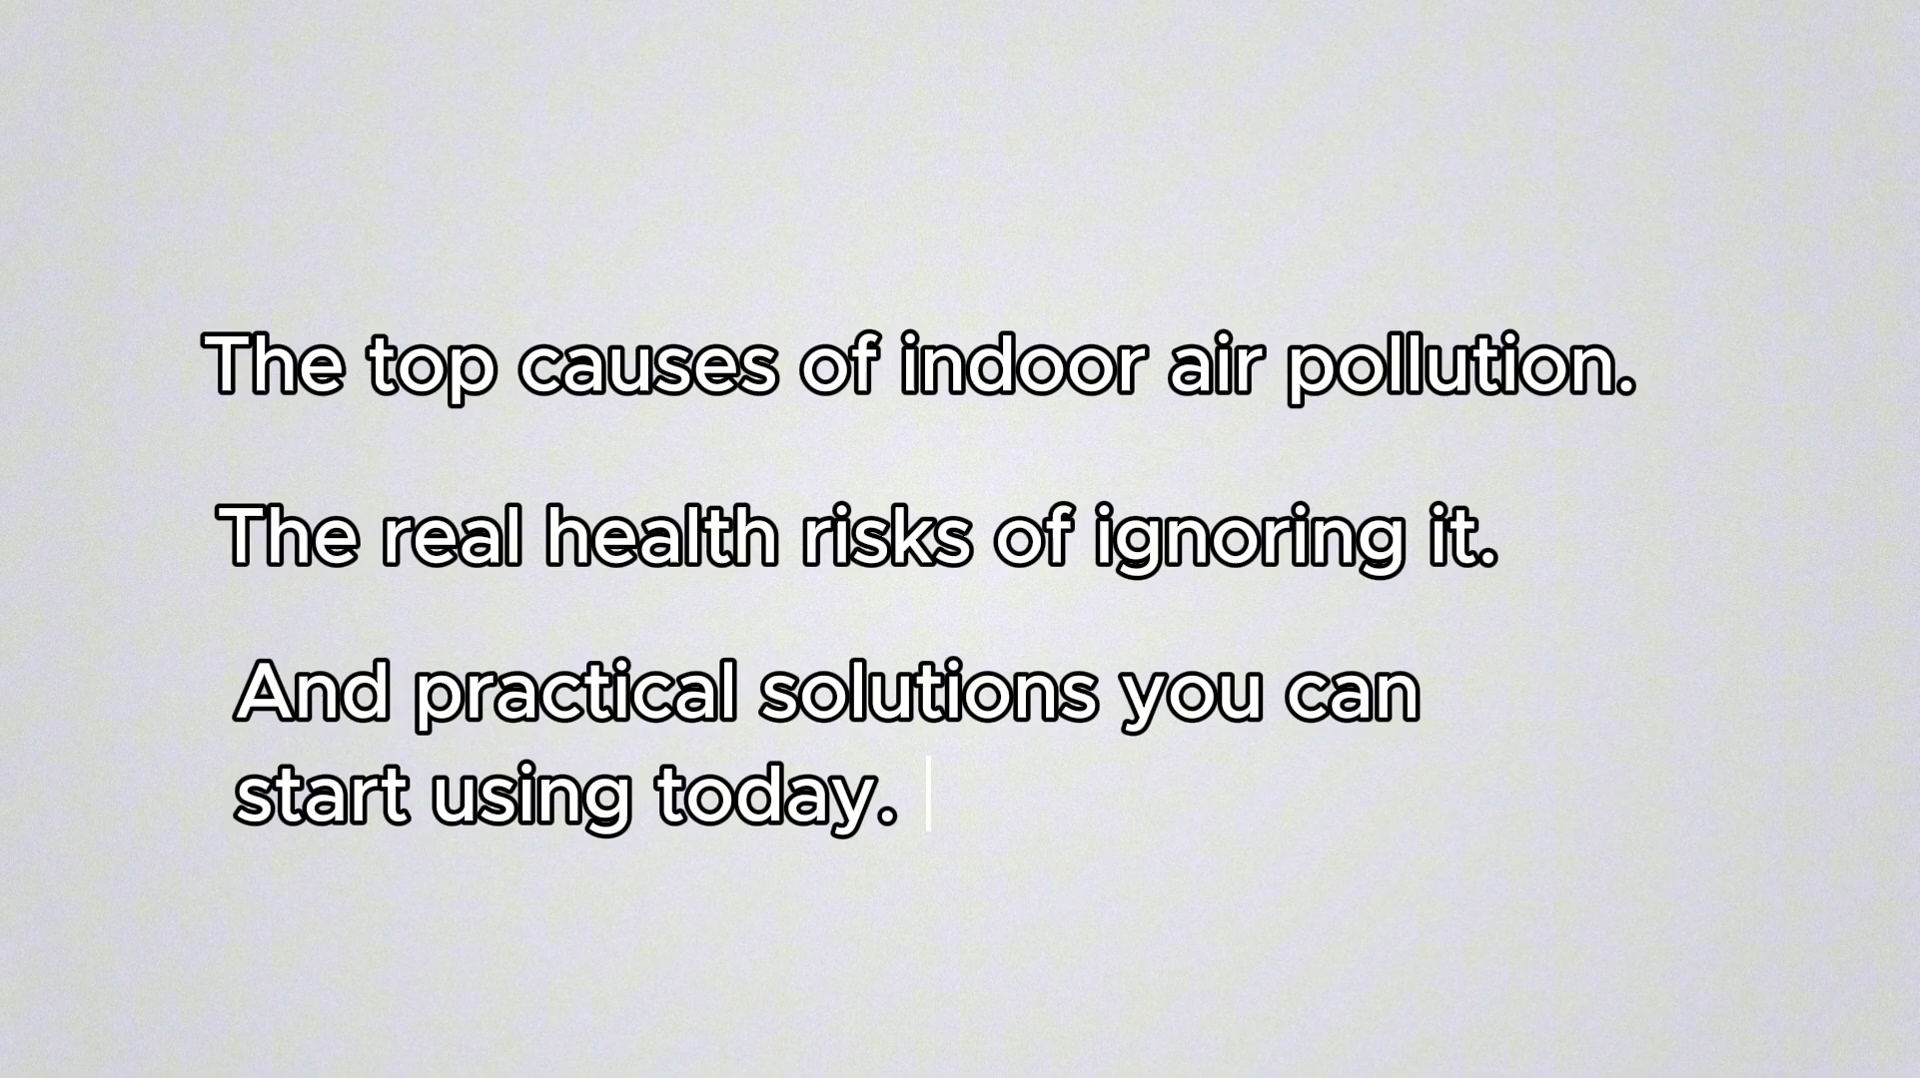 The top causes of indoor air pollution.
The real health risks of ignoring it.
And practical solutions you can
start using today.